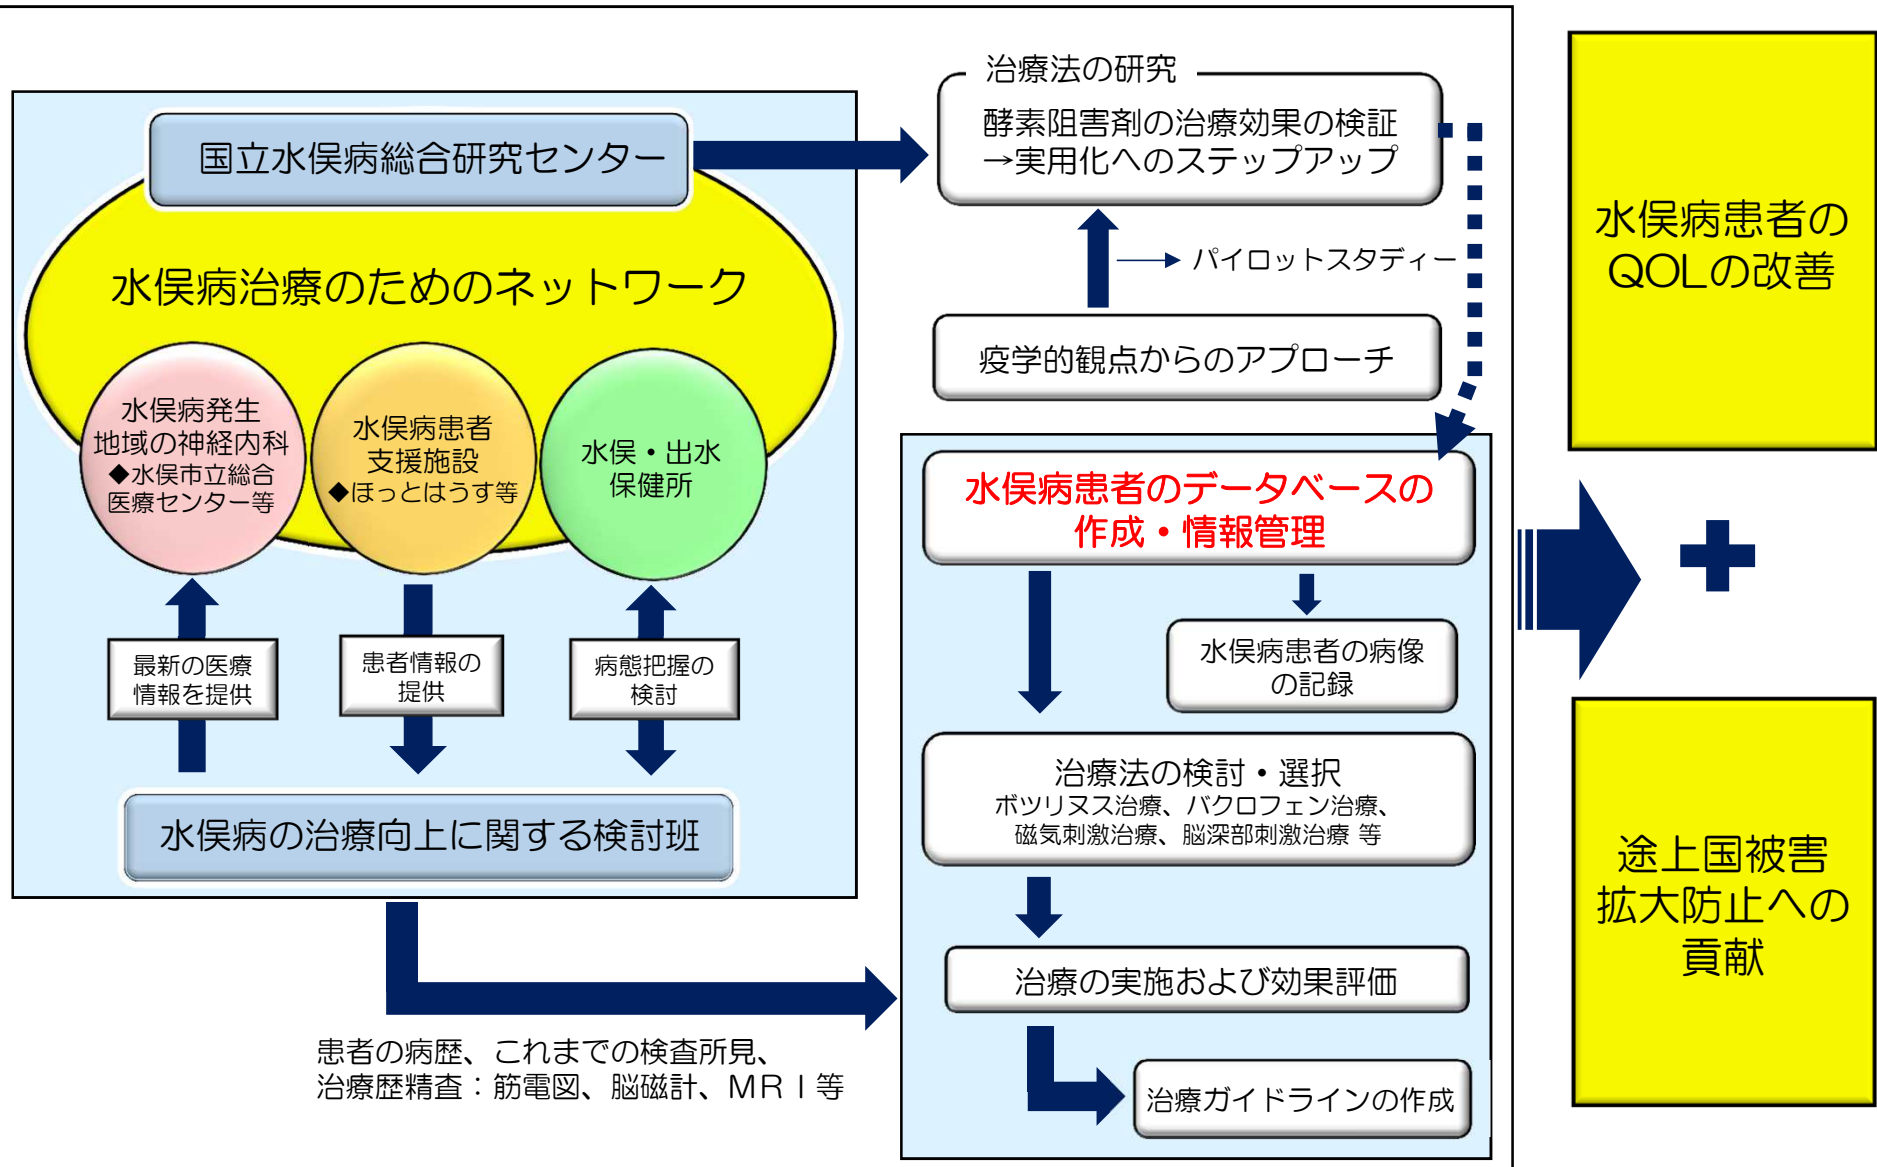 国立水俣病総合研究センター
水俣病治療のためのネットワーク
水俣病発生
地域の神経内科
◆水俣市立総合
医療センター等
水俣病患者
支援施設
◆ほっとはうす等
水俣・出水
保健所
最新の医療
情報を提供
患者情報の
提供
病態把握の
検討
水俣病の治療向上に関する検討班
患者の病歴、これまでの検査所見、
治療歴精査：筋電図、脳磁計、MRI等
治療法の研究
酵素阻害剤の治療効果の検証
→実用化へのステップアップ
パイロットスタディー
疫学的観点からのアプローチ
水俣病患者のデータベースの
作成・情報管理
水俣病患者の病像
の記録
治療法の検討・選択
ボツリヌス治療、バクロフェン治療、
磁気刺激治療、脳深部刺激治療 等
治療の実施および効果評価
治療ガイドラインの作成
水俣病患者の
QOLの改善
途上国被害
拡大防止への
貢献